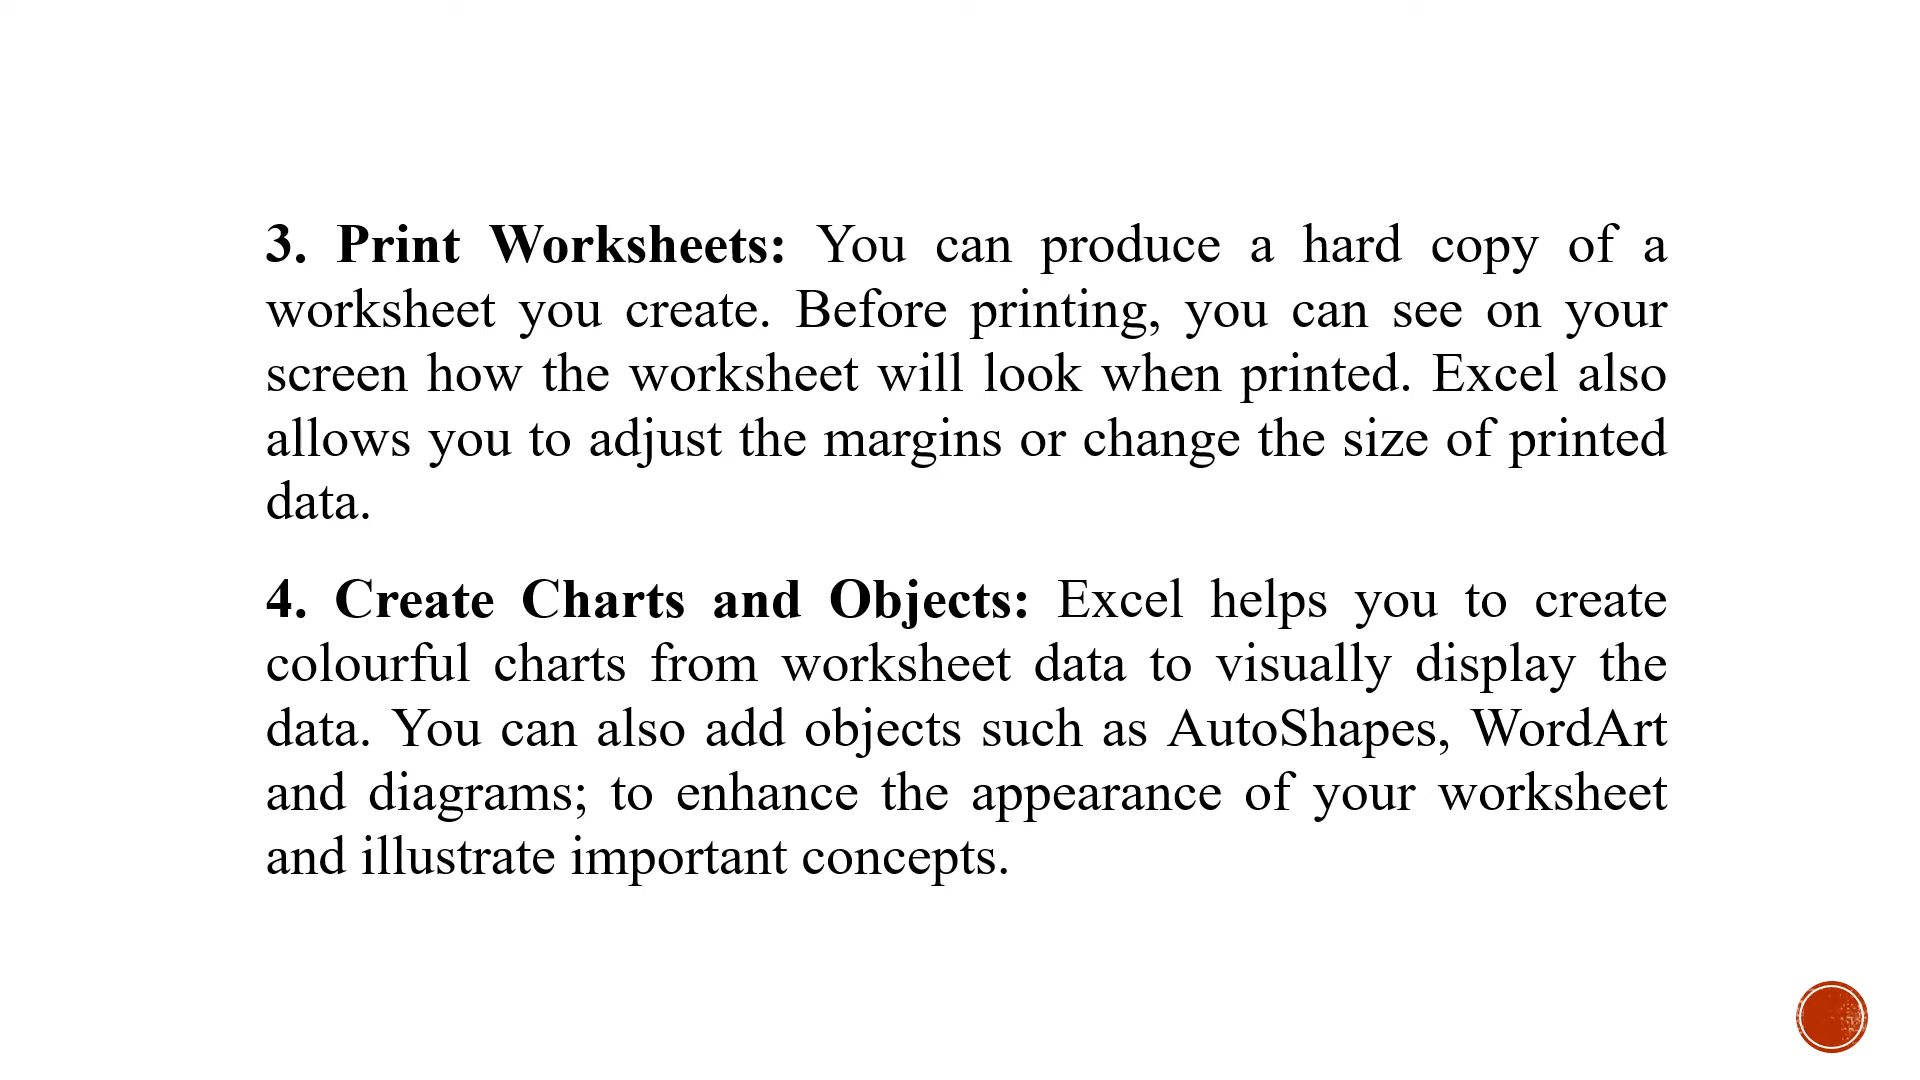 3. Print Worksheets: You can produce a hard copy of a
worksheet you create. Before printing, you can see on your
screen how the worksheet will look when printed. Excel also
allows you to adjust the margins or change the size of printed
data.
4. Create Charts and Objects: Excel helps you to create
colourful charts from worksheet data to visually display the
data. You can also add objects such as AutoShapes, WordArt
and diagrams; to enhance the appearance of your worksheet
and illustrate important concepts.